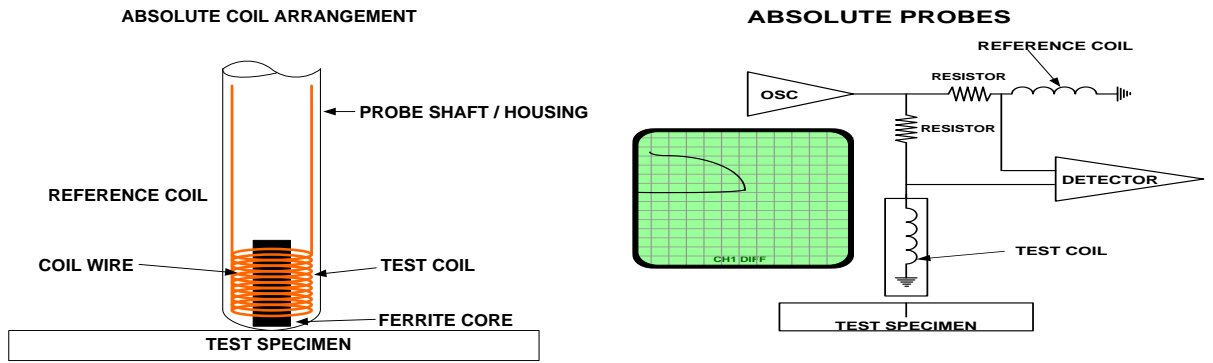 ABSOLUTE COIL ARRANGEMENT
PROBE SHAFT / HOUSING
REFERENCE COIL
COIL WIRE
TEST COIL
FERRITE CORE
TEST SPECIMEN
ABSOLUTE PROBES
REFERENCE COIL
RESISTOR
OSC
RESISTOR
DETECTOR
CH1 DIFF
TEST COIL
TEST SPECIMEN